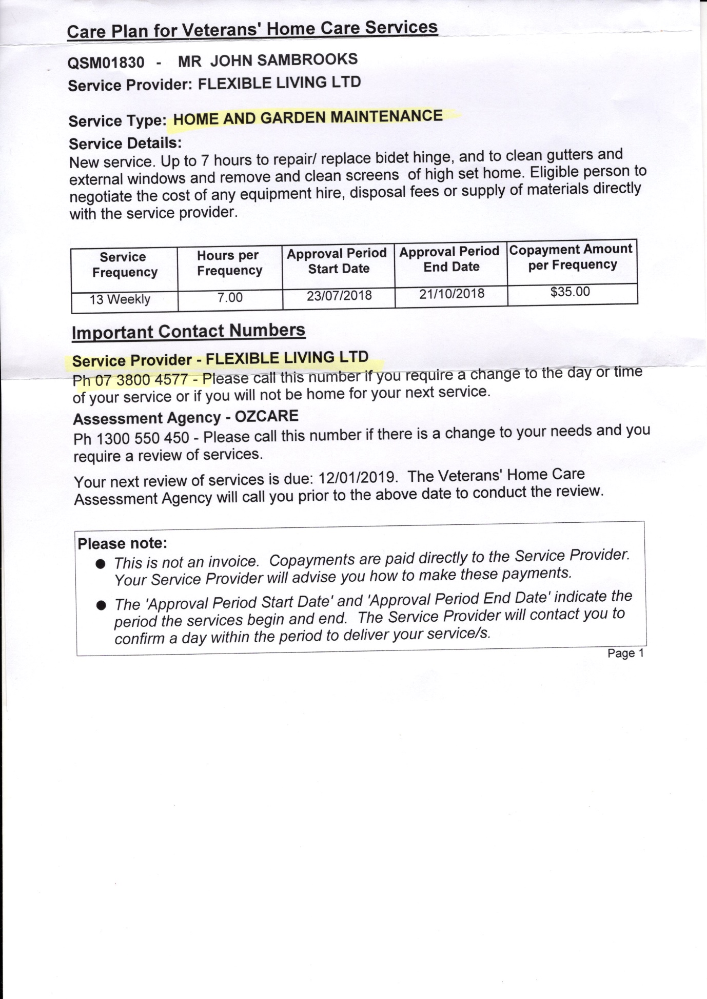 Care Plan for Veterans' Home Care Services
QSM01830 - MR JOHN SAMBROOKS
Service Provider: FLEXIBLE LIVING LTD
Service Type: HOME AND GARDEN MAINTENANCE
Service Details:
New service. Up to 7 hours to repair/ replace bidet hinge, and to clean gutters and
external windows and remove and clean screens of high set home. Eligible person to
negotiate the cost of any equipment hire, disposal fees or supply of materials directly
with the service provider.
Service Frequency | Hours per Frequency | Approval Period Start Date | Approval Period End Date | Copayment Amount per Frequency
13 Weekly | 7.00 | 23/07/2018 | 21/10/2018 | $35.00
Important Contact Numbers
Service Provider - FLEXIBLE LIVING LTD
Ph 07 3800 4577 - Please call this number if you require a change to the day or time
of your service or if you will not be home for your next service.
Assessment Agency - OZCARE
Ph 1300 550 450 - Please call this number if there is a change to your needs and you
require a review of services.
Your next review of services is due: 12/01/2019. The Veterans' Home Care
Assessment Agency will call you prior to the above date to conduct the review.
Please note:
● This is not an invoice. Copayments are paid directly to the Service Provider.
Your Service Provider will advise you how to make these payments.
● The 'Approval Period Start Date' and 'Approval Period End Date' indicate the
period the services begin and end. The Service Provider will contact you to
confirm a day within the period to deliver your service/s.
Page 1